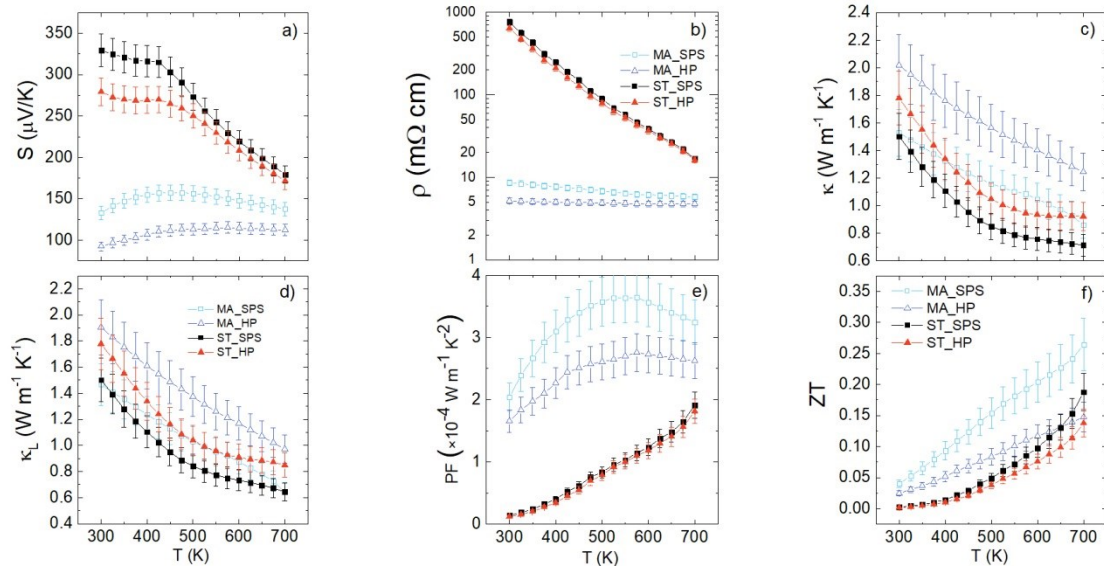 a)
350
300
250
200
150
100
S (μV/K)
b)
1000
500
100
50
10
5
1
ρ (mΩ cm)
MA_SPS
MA_HP
ST_SPS
ST_HP
c)
2.2
2.0
1.8
1.6
1.4
1.2
1.0
0.8
0.6
κ (W m⁻¹ K⁻¹)
d)
2.2
2.0
1.8
1.6
1.4
1.2
1.0
0.8
0.6
0.4
κL (W m⁻¹ K⁻¹)
MA_SPS
MA_HP
ST_SPS
ST_HP
300 400 500 600 700
T (K)
e)
4
3
2
1
0
PF (×10⁻⁴ W m⁻¹ K⁻²)
300 400 500 600 700
T (K)
f)
0.35
0.30
0.25
0.20
0.15
0.10
0.05
0.00
ZT
MA_SPS
MA_HP
ST_SPS
ST_HP
300 400 500 600 700
T (K)